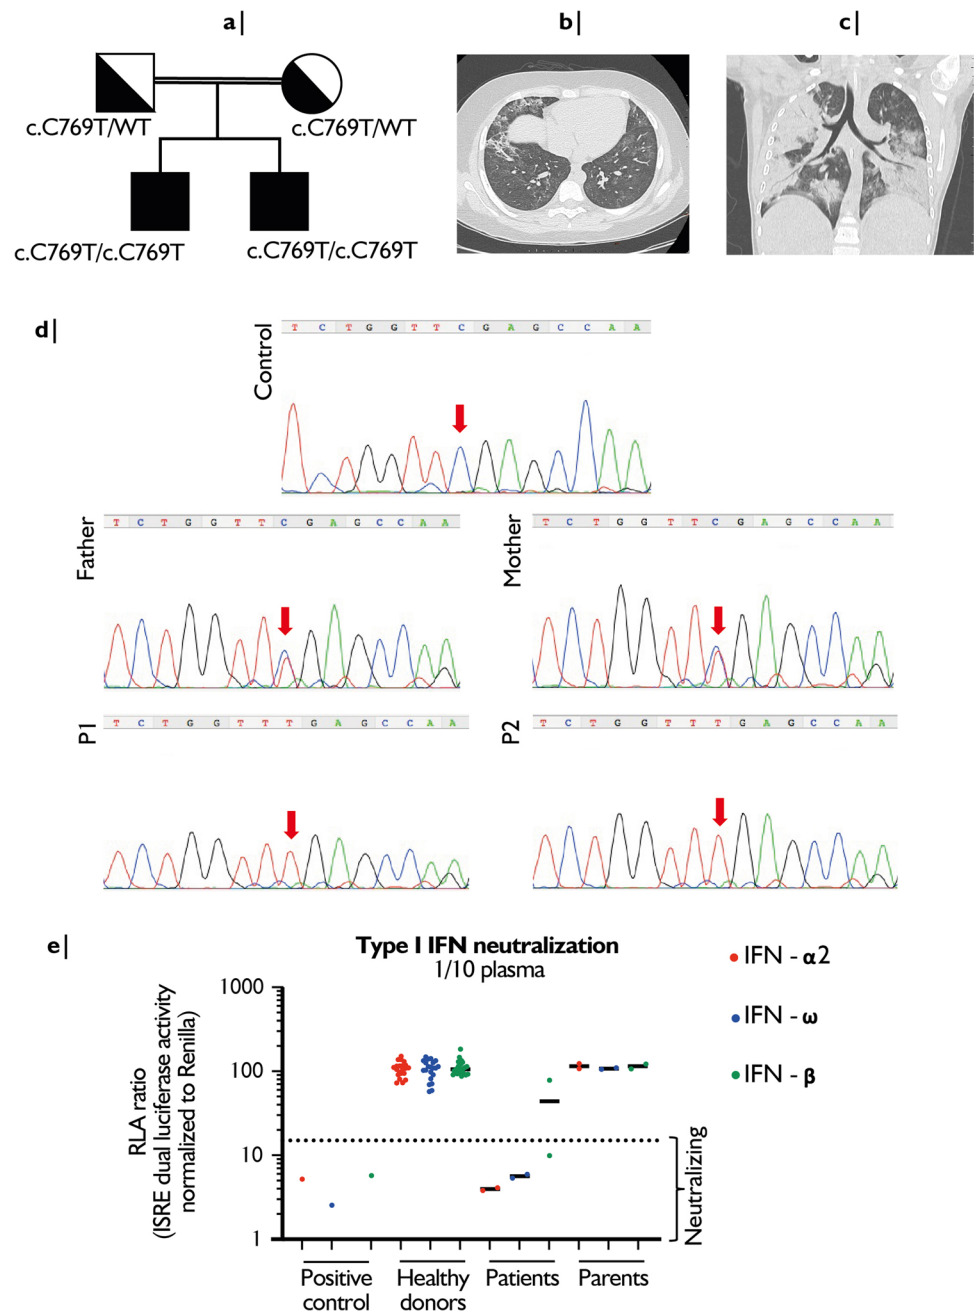 a|
b|
c|
c.C769T/WT
c.C769T/WT
c.C769T/c.C769T
c.C769T/c.C769T
d|
Control
T C T G G T T C G A G C C A A
Father
T C T G G T T C G A G C C A A
Mother
T C T G G T T C G A G C C A A
P1
T C T G G T T T G A G C C A A
P2
T C T G G T T T G A G C C A A
e|
Type I IFN neutralization
1/10 plasma
IFN - α2
IFN - ω
IFN - β
RLA ratio
(ISRE dual luciferase activity
normalized to Renilla)
1000
100
10
1
Neutralizing
Positive
control
Healthy
donors
Patients
Parents